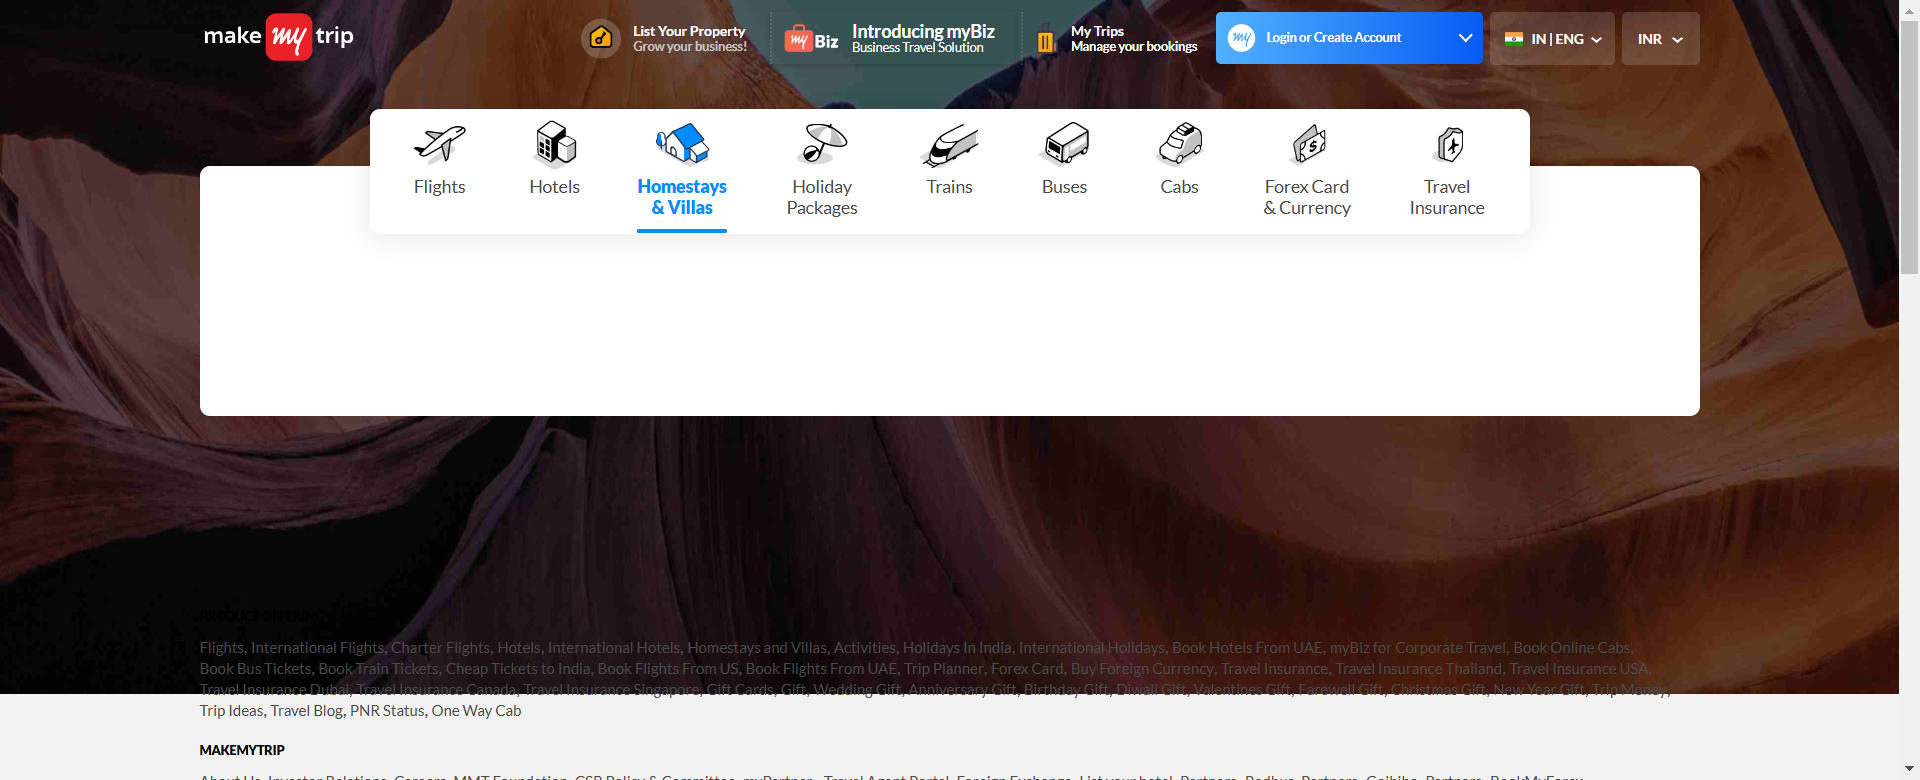 make my trip
List Your Property
Grow your business!
my Biz
Introducing myBiz
Business Travel Solution
My Trips
Manage your bookings
my
Login or Create Account
IN | ENG
INR
Flights
Hotels
Homestays
& Villas
Holiday
Packages
Trains
Buses
Cabs
Forex Card
& Currency
Travel
Insurance
PRODUCT OFFERING
Flights, International Flights, Charter Flights, Hotels, International Hotels, Homestays and Villas, Activities, Holidays In India, International Holidays, Book Hotels From UAE, myBiz for Corporate Travel, Book Online Cabs,
Book Bus Tickets, Book Train Tickets, Cheap Tickets to India, Book Flights From US, Book Flights From UAE, Trip Planner, Forex Card, Buy Foreign Currency, Travel Insurance, Travel Insurance Thailand, Travel Insurance USA,
Travel Insurance Dubai, Travel Insurance Canada, Travel Insurance Singapore, Gift Cards, Gift, Wedding Gift, Anniversary Gift, Birthday Gift, Diwali Gift, Valentines Gift, Farewell Gift, Christmas Gift, New Year Gift, Trip Money,
Trip Ideas, Travel Blog, PNR Status, One Way Cab
MAKEMYTRIP
About Us, Investor Relations, Careers, MMT Foundation, CSR Policy & Committee, myPartner - Travel Agent Portal, Foreign Exchange, List your hotel, Partners- Redbus, Partners- Goibibo, Partners- BookMyForex